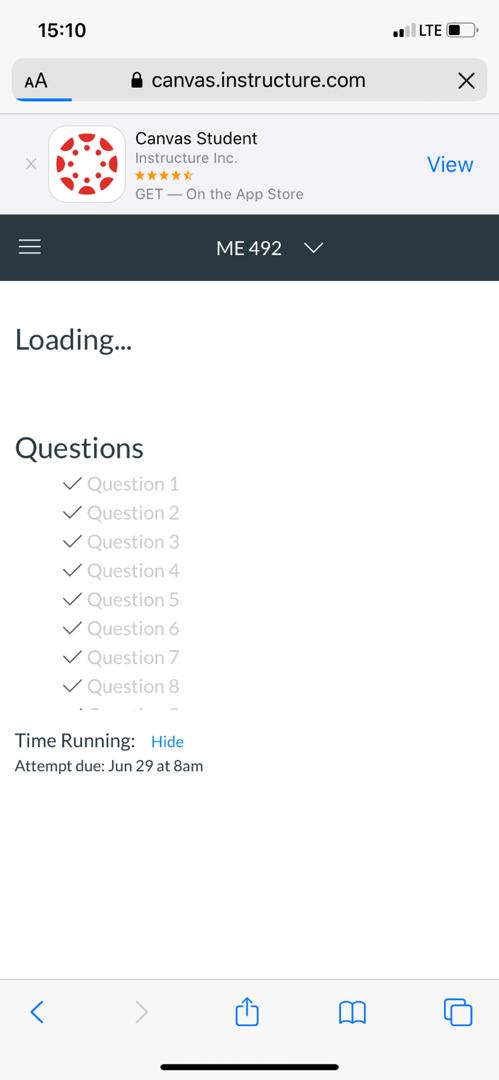 15:10
LTE
AA canvas.instructure.com
Canvas Student
Instructure Inc.
GET — On the App Store
View
ME 492
Loading...
Questions
Question 1
Question 2
Question 3
Question 4
Question 5
Question 6
Question 7
Question 8
Time Running: Hide
Attempt due: Jun 29 at 8am